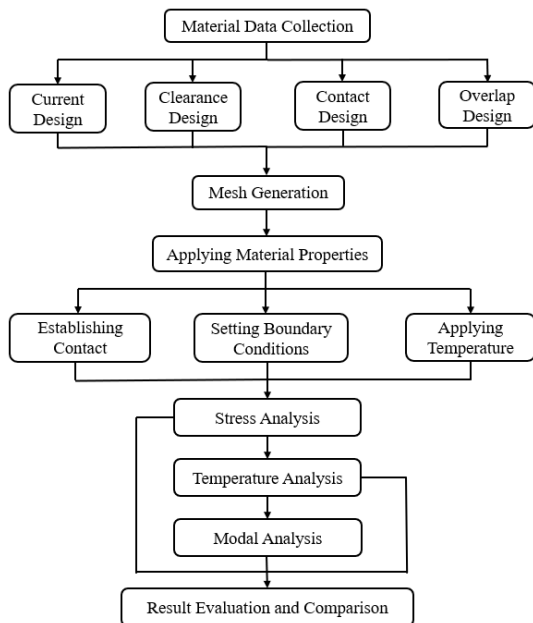 Material Data Collection
Current
Design
Clearance
Design
Contact
Design
Overlap
Design
Mesh Generation
Applying Material Properties
Establishing
Contact
Setting Boundary
Conditions
Applying
Temperature
Stress Analysis
Temperature Analysis
Modal Analysis
Result Evaluation and Comparison